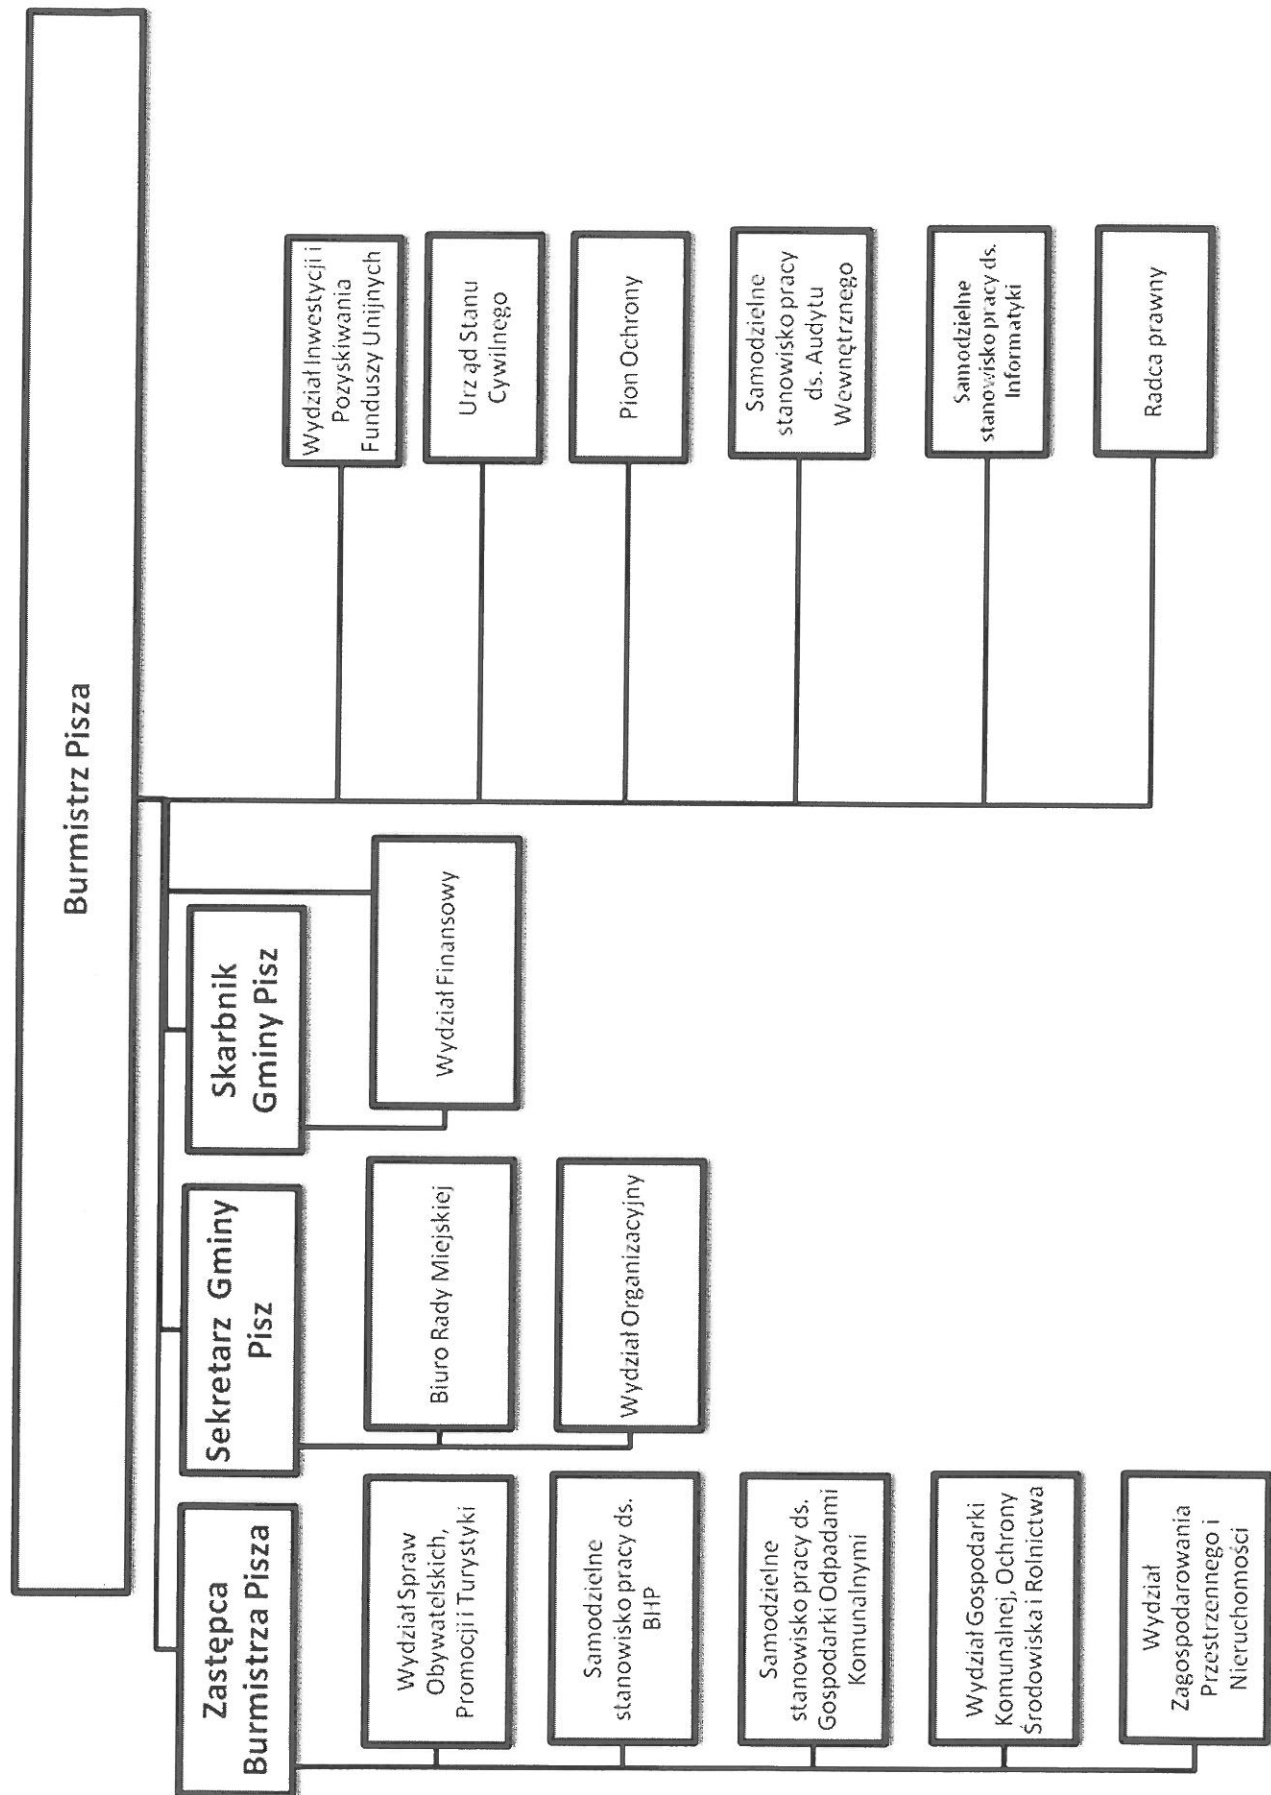 Burmistrz Pisza
Zastępca
Burmistrza Pisza
Sekretarz Gminy
Pisz
Skarbnik
Gminy Pisz
Wydział Spraw
Obywatelskich,
Promocji i Turystyki
Samodzielne
stanowisko pracy ds.
BHP
Samodzielne
stanowisko pracy ds.
Gospodarki Odpadami
Komunalnymi
Wydział Gospodarki
Komunalnej, Ochrony
Środowiska i Rolnictwa
Wydział
Zagospodarowania
Przestrzennego i
Nieruchomości
Biuro Rady Miejskiej
Wydział Organizacyjny
Wydział Finansowy
Wydział Inwestycji i
Pozyskiwania
Funduszy Unijnych
Urz ąd Stanu
Cywilnego
Pion Ochrony
Samodzielne
stanowisko pracy
ds. Audytu
Wewnętrznego
Samodzielne
stanowisko pracy ds.
Informatyki
Radca prawny